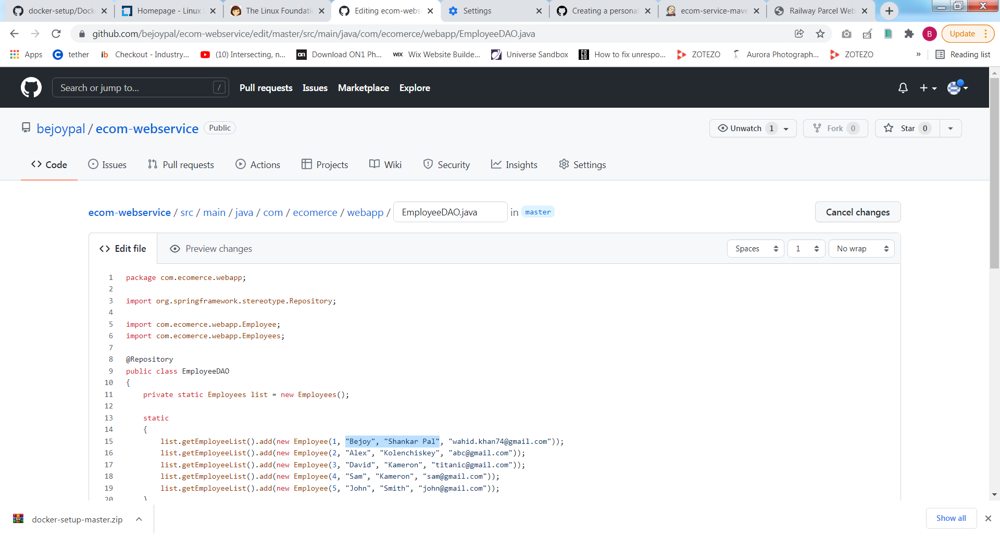 docker-setup/Dock
Homepage - Linux
The Linux Foundati
Editing ecom-webs
Settings
Creating a personal
ecom-service-mave
Railway Parcel Web
github.com/bejoypal/ecom-webservice/edit/master/src/main/java/com/ecomerce/webapp/EmployeeDAO.java
B
Update
Apps
tether
ib Checkout - Industry...
(10) Intersecting, n...
on Download ON1 Ph...
WIX Wix Website Builde...
Universe Sandbox
How to fix unrespo...
ZOTEZO
Aurora Photograph...
ZOTEZO
»
Reading list
Search or jump to... /
Pull requests Issues Marketplace Explore
bejoypal / ecom-webservice Public
Unwatch 1
Fork 0
Star 0
Code Issues Pull requests Actions Projects Wiki Security Insights Settings
ecom-webservice / src / main / java / com / ecomerce / webapp / EmployeeDAO.java in master
Cancel changes
Edit file
Preview changes
Spaces 1 No wrap
1 package com.ecomerce.webapp;
2
3 import org.springframework.stereotype.Repository;
4
5 import com.ecomerce.webapp.Employee;
6 import com.ecomerce.webapp.Employees;
7
8 @Repository
9 public class EmployeeDAO
10 {
11 private static Employees list = new Employees();
12
13 static
14 {
15 list.getEmployeeList().add(new Employee(1, "Bejoy", "Shankar Pal", "wahid.khan74@gmail.com"));
16 list.getEmployeeList().add(new Employee(2, "Alex", "Kolenchiskey", "abc@gmail.com"));
17 list.getEmployeeList().add(new Employee(3, "David", "Kameron", "titanic@gmail.com"));
18 list.getEmployeeList().add(new Employee(4, "Sam", "Kameron", "sam@gmail.com"));
19 list.getEmployeeList().add(new Employee(5, "John", "Smith", "john@gmail.com"));
20 }
docker-setup-master.zip
Show all